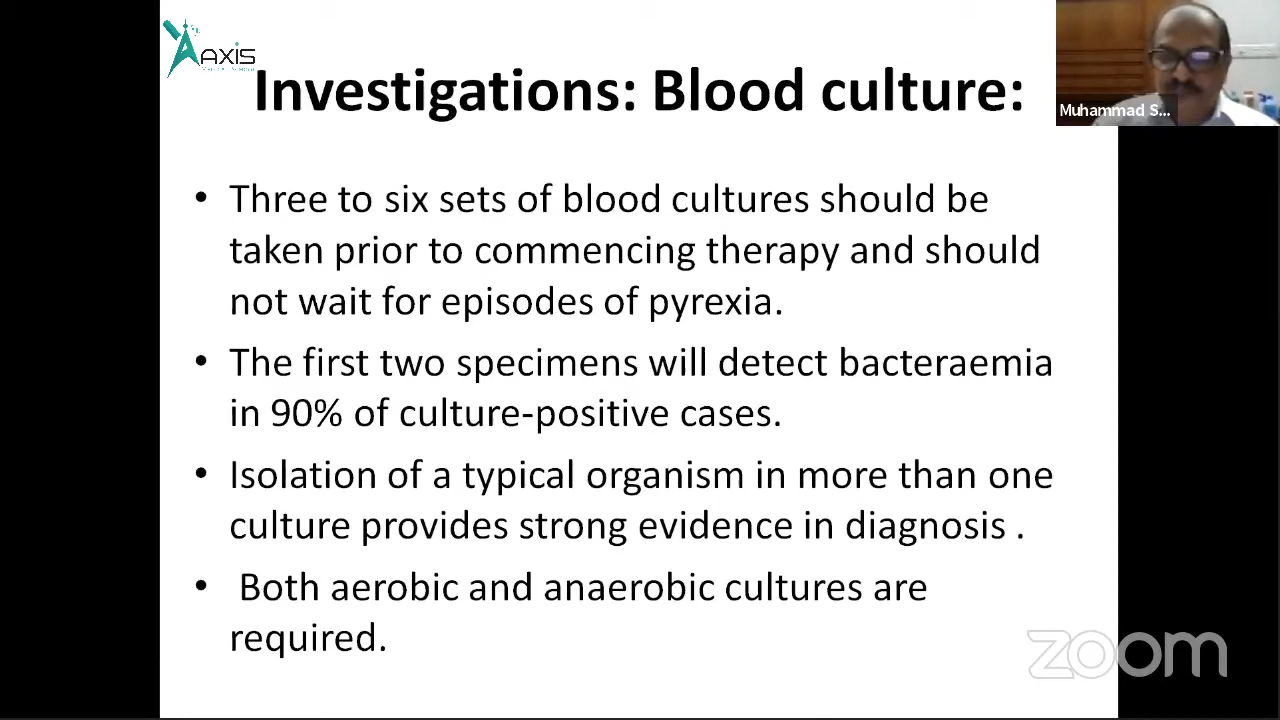 AXIS
Investigations: Blood culture:
Muhammad S...
• Three to six sets of blood cultures should be
taken prior to commencing therapy and should
not wait for episodes of pyrexia.
• The first two specimens will detect bacteraemia
in 90% of culture-positive cases.
• Isolation of a typical organism in more than one
culture provides strong evidence in diagnosis .
• Both aerobic and anaerobic cultures are
required.
zoom